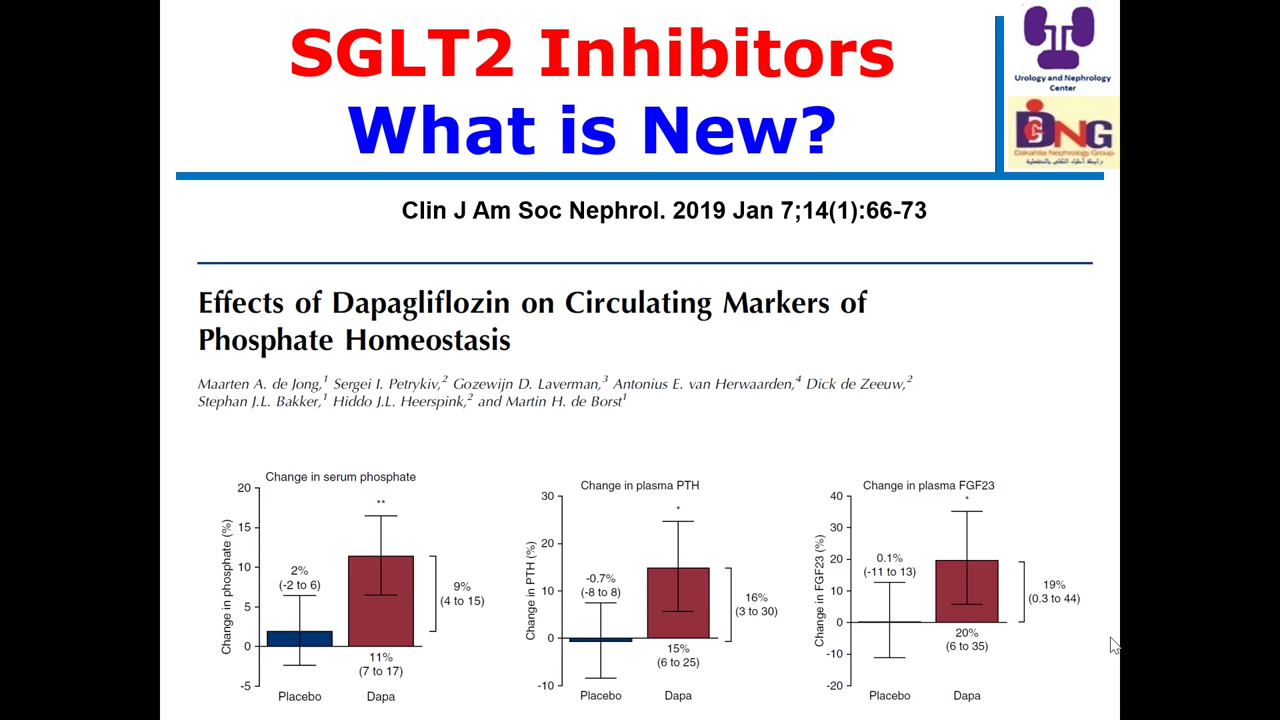 SGLT2 Inhibitors
What is New?
Urology and Nephrology
Center
DNG
Dakahlia Nephrology Group
Clin J Am Soc Nephrol. 2019 Jan 7;14(1):66-73
Effects of Dapagliflozin on Circulating Markers of
Phosphate Homeostasis
Maarten A. de Jong,1 Sergei I. Petrykiv,2 Gozewijn D. Laverman,3 Antonius E. van Herwaarden,4 Dick de Zeeuw,2
Stephan J.L. Bakker,1 Hiddo J.L. Heerspink,2 and Martin H. de Borst1
Change in serum phosphate
Change in phosphate (%)
20
15
10
5
0
-5
**
2%
(-2 to 6)
9%
(4 to 15)
11%
(7 to 17)
Placebo
Dapa
Change in plasma PTH
Change in PTH (%)
30
20
10
0
-10
*
-0.7%
(-8 to 8)
16%
(3 to 30)
15%
(6 to 25)
Placebo
Dapa
Change in plasma FGF23
Change in FGF23 (%)
40
30
20
10
0
-10
-20
*
0.1%
(-11 to 13)
19%
(0.3 to 44)
20%
(6 to 35)
Placebo
Dapa